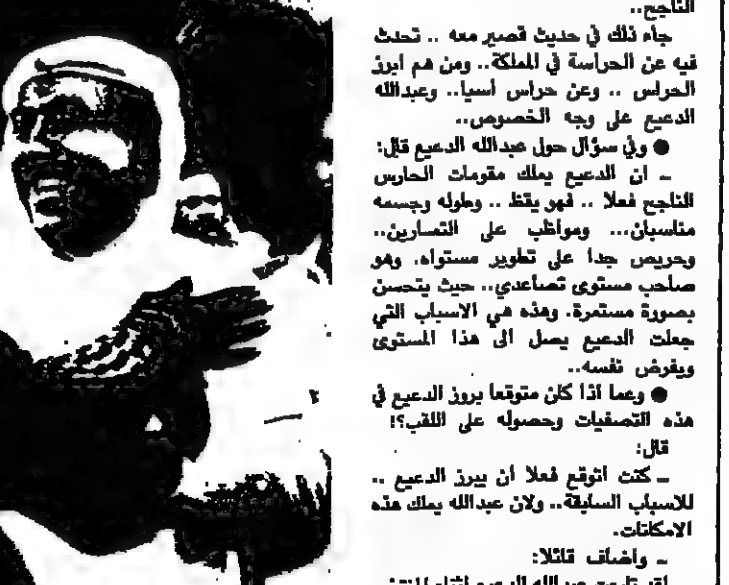 الناجح..
جاء ذلك في حديث قصير معه .. تحدث
فيه عن الحراسة في المملكة.. ومن هم ابرز
الحراس .. وعن حراس آسيا.. وعبدالله
الدعيع على وجه الخصوص..
● وفي سؤال حول عبدالله الدعيع قال:
ـ ان الدعيع يملك مقومات الحارس
الناجح فعلا .. فهو يقظ .. وطوله وجسمه
مناسبان... ومواظب على التمارين..
وحريص جدا على تطوير مستواه. وهو
صاحب مستوى تصاعدي.. حيث يتحسن
بصورة مستمرة. وهذه هي الاسباب التي
جعلت الدعيع يصل الى هذا المستوى
ويفرض نفسه..
● وعما اذا كان متوقعا بروز الدعيع في
هذه التصفيات وحصوله على اللقب؟!
قال:
ـ كنت اتوقع فعلا أن يبرز الدعيع ..
للاسباب السابقة.. ولان عبدالله يملك هذه
الامكانات.
ـ واضاف قائلا:
عبدالله الدعيع